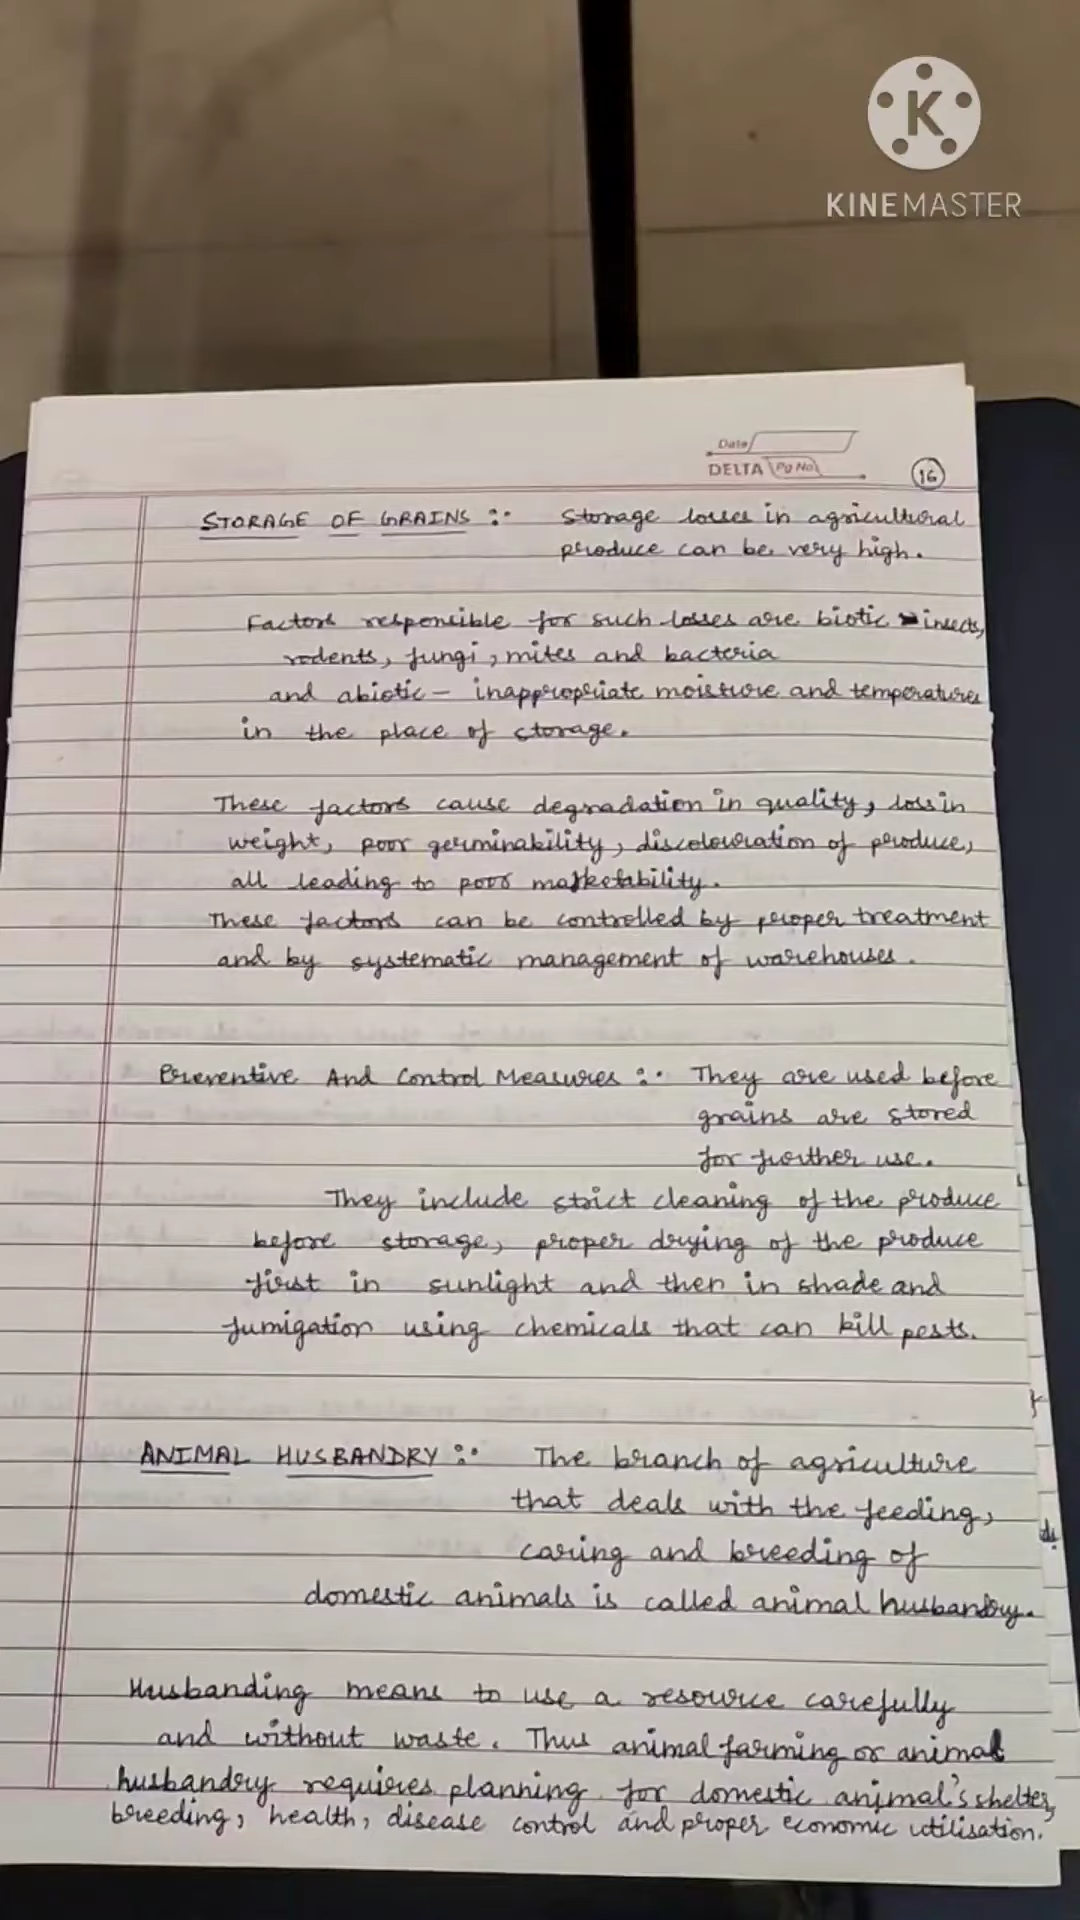 K
KINEMASTER
Date
DELTA Pg No
16
STORAGE OF GRAINS :- Storage losses in agricultural
produce can be very high.
Factors responsible for such losses are biotic - insects,
rodents, fungi, mites and bacteria
and abiotic - inappropriate moisture and temperatures
in the place of storage.
These factors cause degradation in quality, loss in
weight, poor germinability, discolouration of produce,
all leading to poor marketability.
These factors can be controlled by proper treatment
and by systematic management of warehouses.
Preventive And Control Measures :- They are used before
grains are stored
for further use.
They include strict cleaning of the produce
before storage, proper drying of the produce
first in sunlight and then in shade and
fumigation using chemicals that can kill pests.
ANIMAL HUSBANDRY :- The branch of agriculture
that deals with the feeding,
caring and breeding of
domestic animals is called animal husbandry.
Husbanding means to use a resource carefully
and without waste. Thus animal farming or animal
husbandry requires planning for domestic animal's shelter,
breeding, health, disease control and proper economic utilisation.